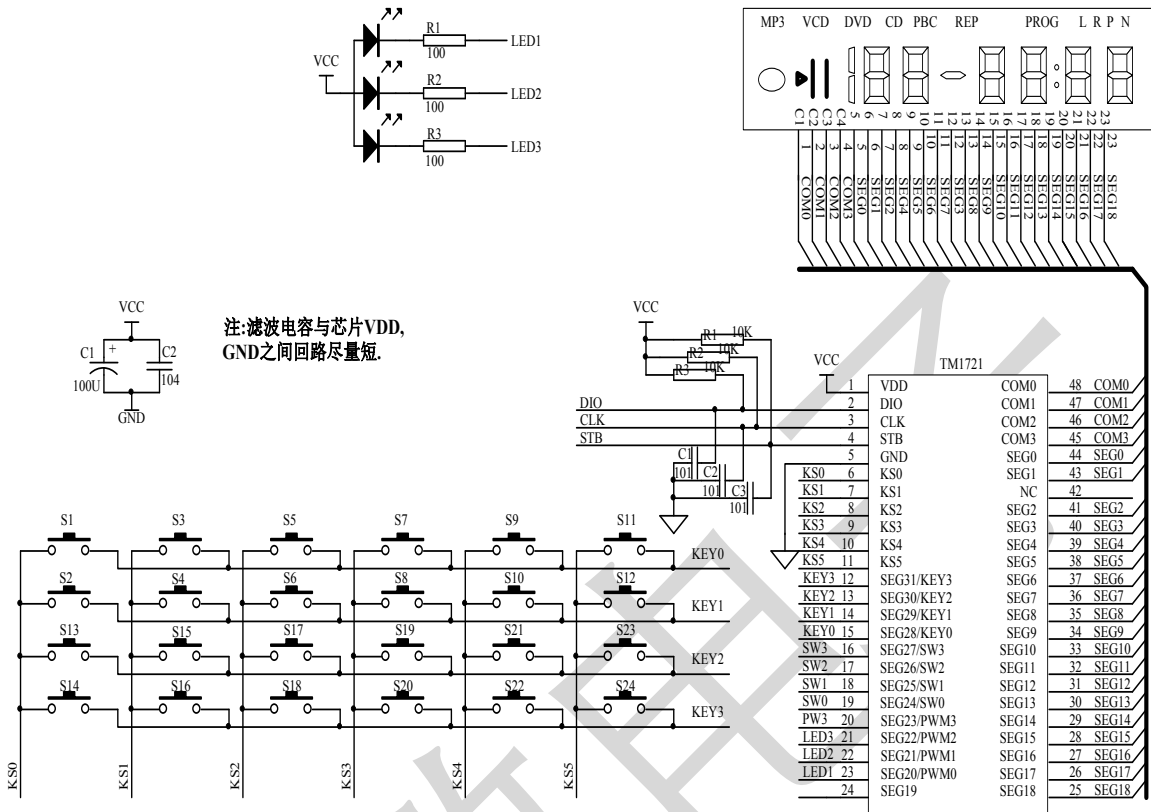 MP3 VCD DVD CD PBC REP PROG L R P N
C1 C2 C3 C4 5 6 7 8 9 10 11 12 13 14 15 16 17 18 19 20 21 22 23
1 2 3 4 5 6 7 8 9 10 11 12 13 14 15 16 17 18 19 20 21 22 23
COM0 COM1 COM2 COM3 SEG0 SEG1 SEG2 SEG4 SEG5 SEG6 SEG7 SEG3 SEG8 SEG9 SEG10 SEG11 SEG12 SEG13 SEG14 SEG15 SEG16 SEG17 SEG18
VCC
R1
100
LED1
R2
100
LED2
R3
100
LED3
VCC
C1
+
100U
C2
104
GND
注:滤波电容与芯片VDD,
GND之间回路尽量短.
VCC
R1 10K
R2 10K
R3 10K
DIO
CLK
STB
C1
101
C2
101
C3
101
VCC
TM1721
1 VDD COM0 48 COM0
2 DIO COM1 47 COM1
3 CLK COM2 46 COM2
4 STB COM3 45 COM3
5 GND SEG0 44 SEG0
KS0 6 KS0 SEG1 43 SEG1
KS1 7 KS1 NC 42
KS2 8 KS2 SEG2 41 SEG2
KS3 9 KS3 SEG3 40 SEG3
KS4 10 KS4 SEG4 39 SEG4
KS5 11 KS5 SEG5 38 SEG5
KEY3 12 SEG31/KEY3 SEG6 37 SEG6
KEY2 13 SEG30/KEY2 SEG7 36 SEG7
KEY1 14 SEG29/KEY1 SEG8 35 SEG8
KEY0 15 SEG28/KEY0 SEG9 34 SEG9
SW3 16 SEG27/SW3 SEG10 33 SEG10
SW2 17 SEG26/SW2 SEG11 32 SEG11
SW1 18 SEG25/SW1 SEG12 31 SEG12
SW0 19 SEG24/SW0 SEG13 30 SEG13
PW3 20 SEG23/PWM3 SEG14 29 SEG14
LED3 21 SEG22/PWM2 SEG15 28 SEG15
LED2 22 SEG21/PWM1 SEG16 27 SEG16
LED1 23 SEG20/PWM0 SEG17 26 SEG17
24 SEG19 SEG18 25 SEG18
S1 S3 S5 S7 S9 S11
KEY0
S2 S4 S6 S8 S10 S12
KEY1
S13 S15 S17 S19 S21 S23
KEY2
S14 S16 S18 S20 S22 S24
KEY3
KS0 KS1 KS2 KS3 KS4 KS5